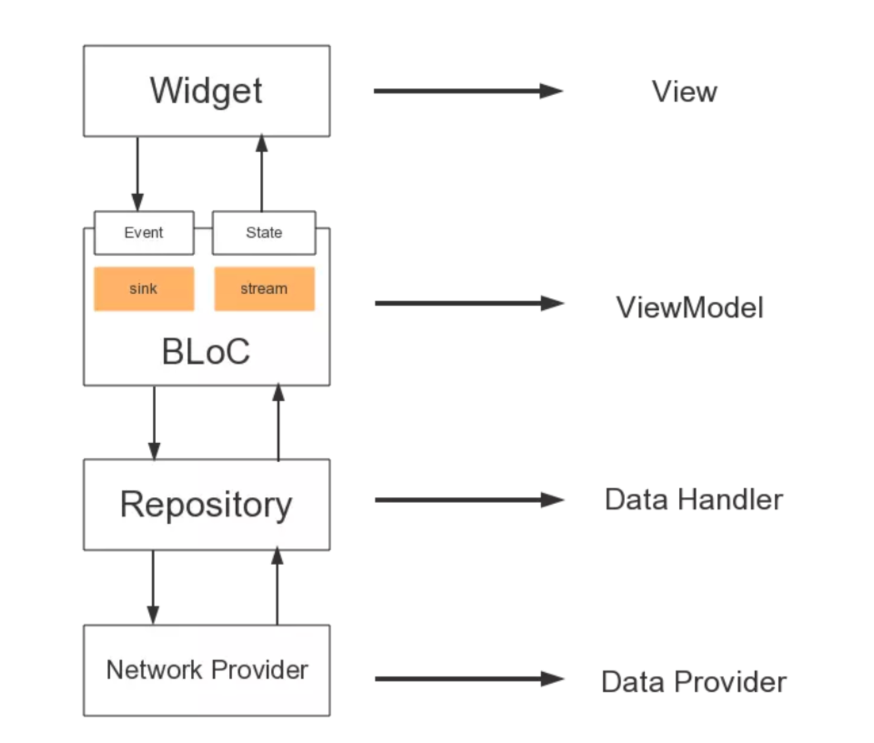 Widget
View
Event
State
sink
stream
BLoC
ViewModel
Repository
Data Handler
Network Provider
Data Provider